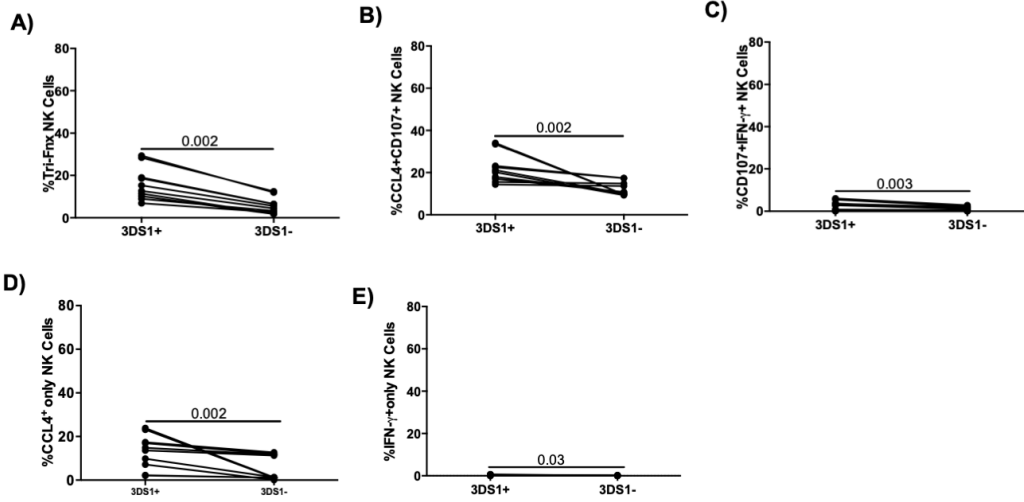 A)
%Tri-Fnx NK Cells
80
60
40
20
0
0.002
3DS1+ 3DS1-
B)
%CCL4+CD107+ NK Cells
80
60
40
20
0
0.002
3DS1+ 3DS1-
C)
%CD107+IFN-γ+ NK Cells
80
60
40
20
0
0.003
3DS1+ 3DS1-
D)
%CCL4⁺ only NK Cells
80
60
40
20
0
0.002
3DS1+ 3DS1-
E)
%IFN-γ+only NK Cells
80
60
40
20
0
0.03
3DS1+ 3DS1-